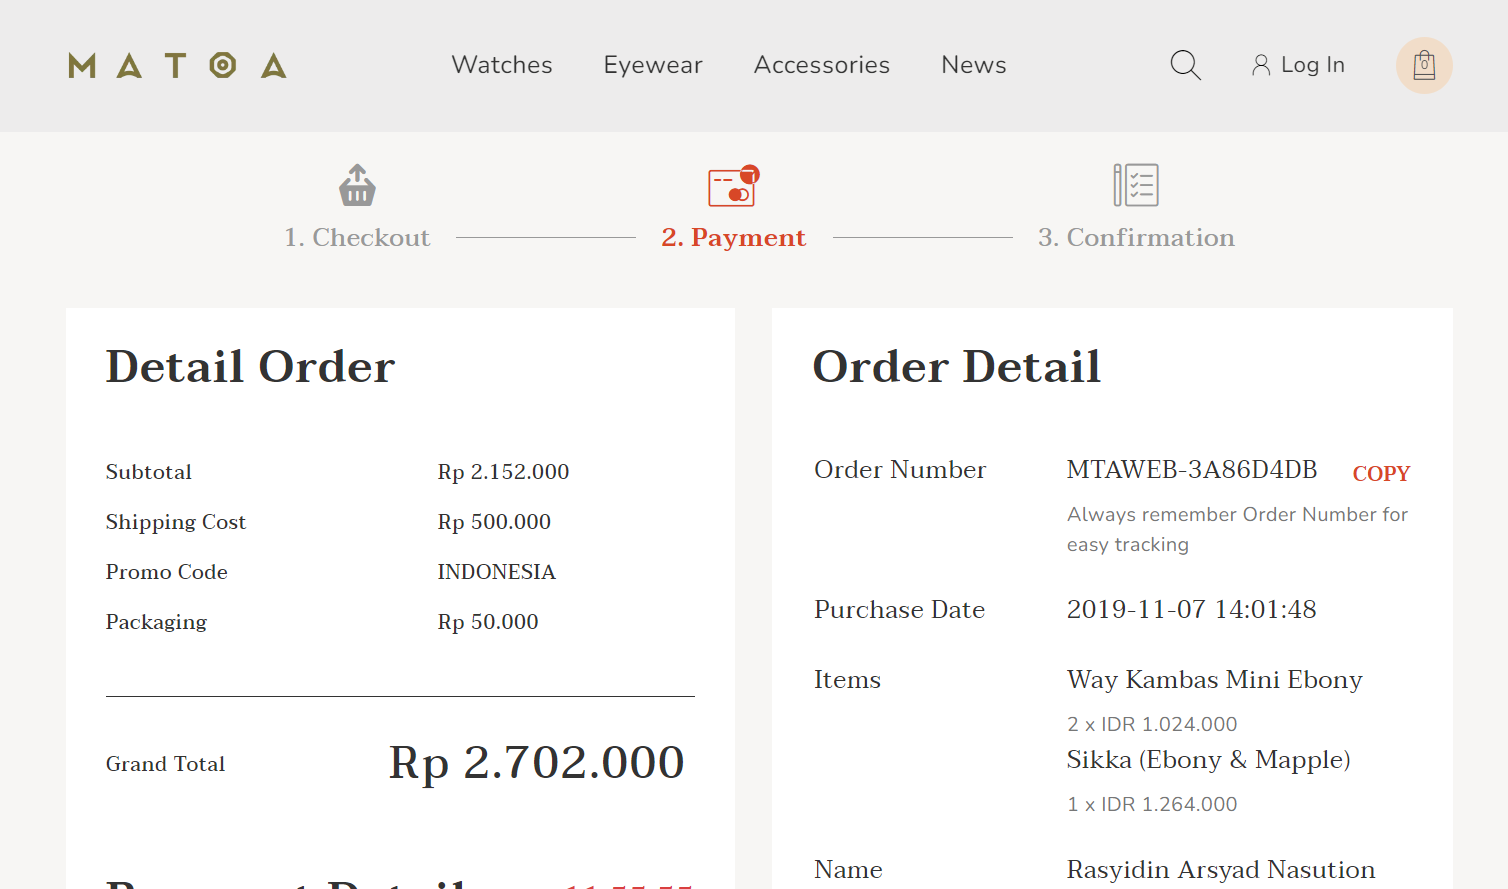 MATOA
Watches Eyewear Accessories News
Log In
0
1. Checkout
2. Payment
3. Confirmation
Detail Order
Subtotal Rp 2.152.000
Shipping Cost Rp 500.000
Promo Code INDONESIA
Packaging Rp 50.000
Grand Total Rp 2.702.000
Order Detail
Order Number MTAWEB-3A86D4DB COPY
Always remember Order Number for
easy tracking
Purchase Date 2019-11-07 14:01:48
Items Way Kambas Mini Ebony
2 x IDR 1.024.000
Sikka (Ebony & Mapple)
1 x IDR 1.264.000
Name Rasyidin Arsyad Nasution